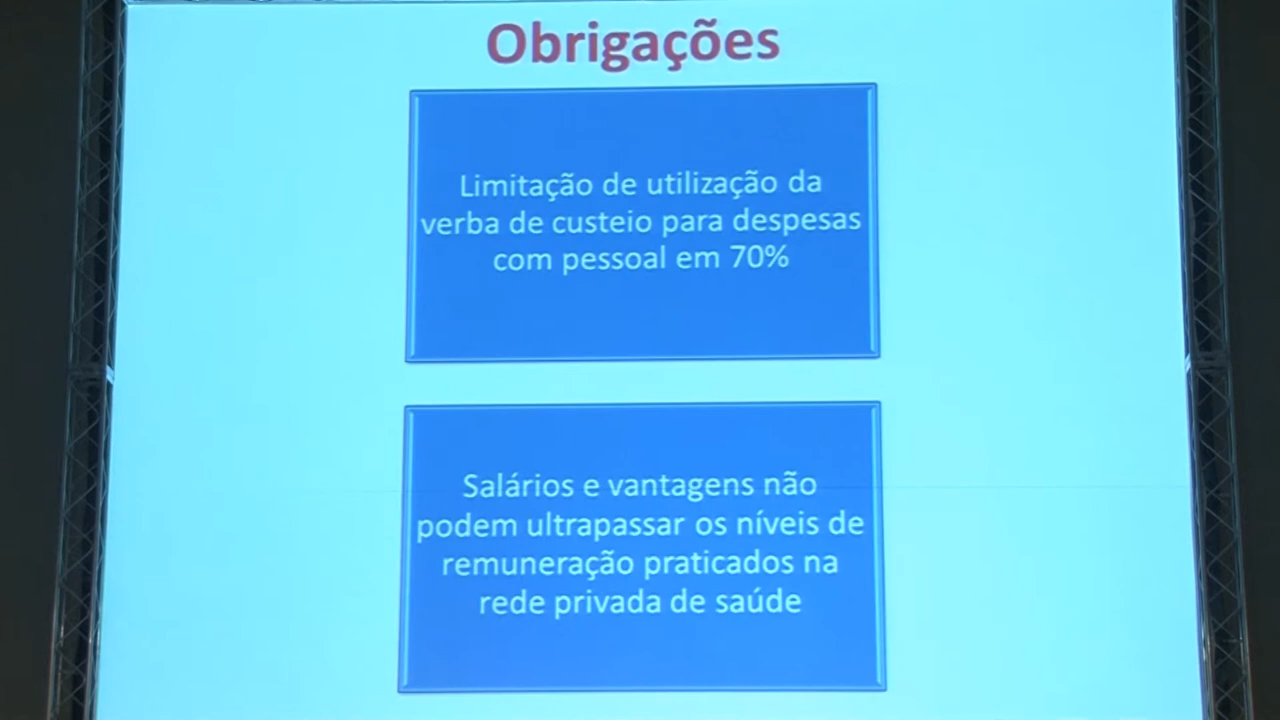 Obrigações
Limitação de utilização da
verba de custeio para despesas
com pessoal em 70%
Salários e vantagens não
podem ultrapassar os níveis de
remuneração praticados na
rede privada de saúde